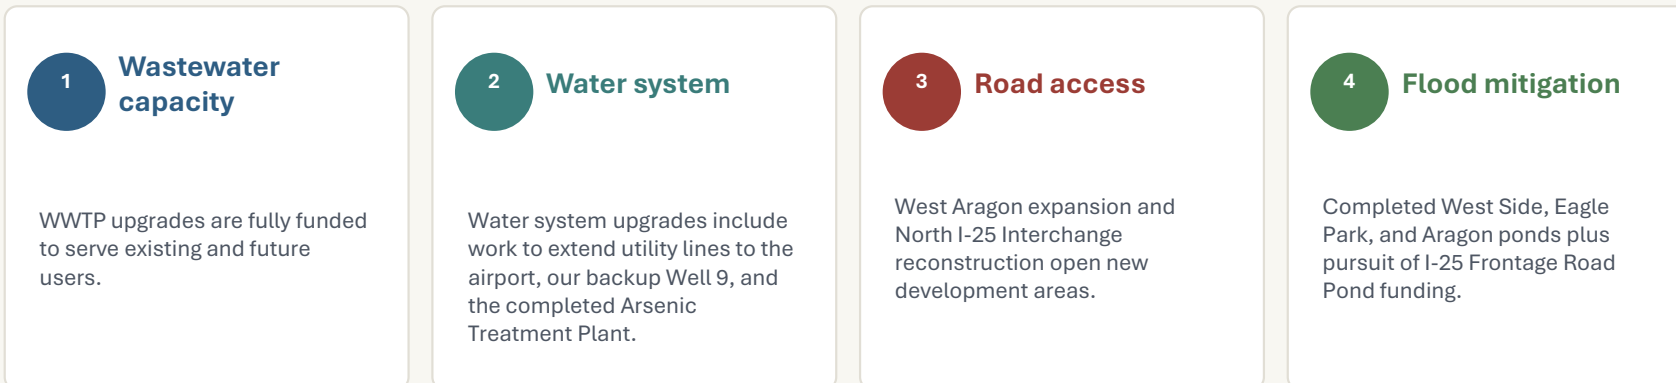 1
Wastewater
capacity
WWTP upgrades are fully funded
to serve existing and future
users.
2
Water system
Water system upgrades include
work to extend utility lines to the
airport, our backup Well 9, and
the completed Arsenic
Treatment Plant.
3
Road access
West Aragon expansion and
North I-25 Interchange
reconstruction open new
development areas.
4
Flood mitigation
Completed West Side, Eagle
Park, and Aragon ponds plus
pursuit of I-25 Frontage Road
Pond funding.